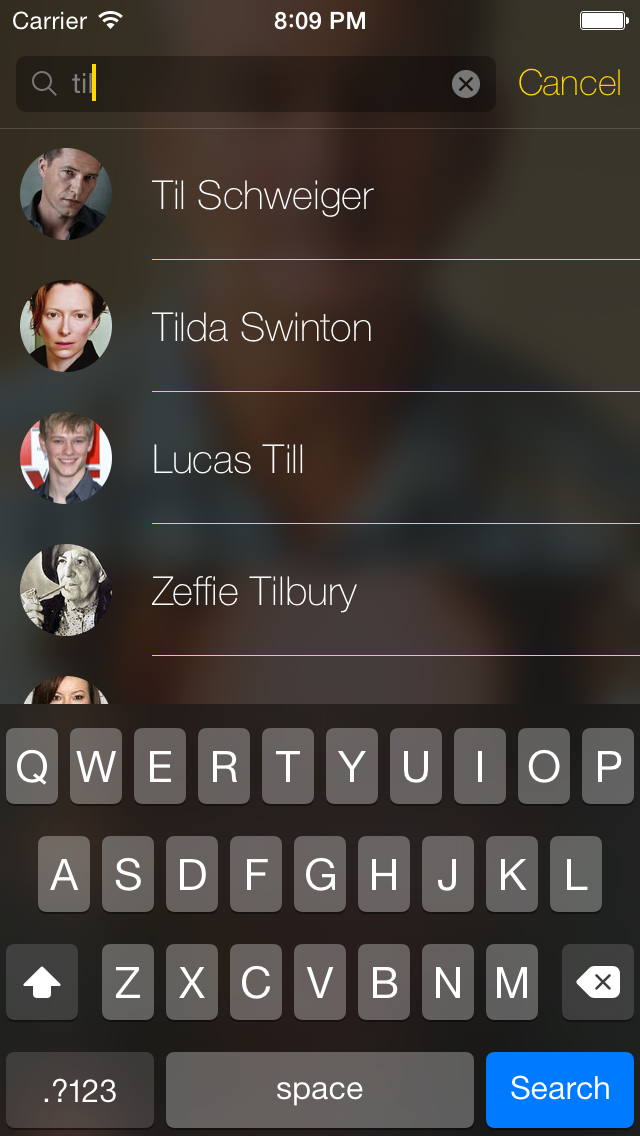 Carrier 8:09 PM
til Cancel
Til Schweiger
Tilda Swinton
Lucas Till
Zeffie Tilbury
Q W E R T Y U I O P
A S D F G H J K L
Z X C V B N M
.?123 space Search